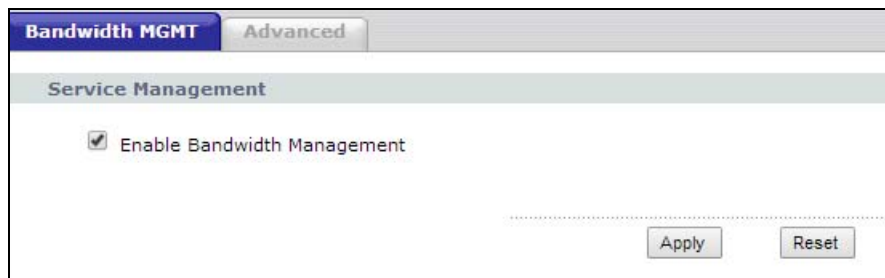 Bandwidth MGMT Advanced
Service Management
Enable Bandwidth Management
Apply Reset